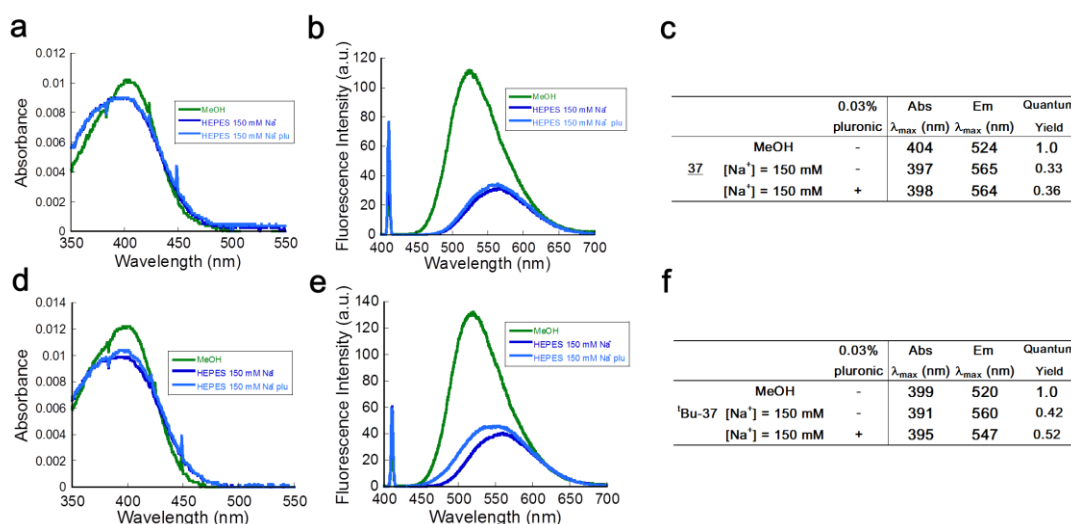 a
Absorbance
0.012
0.01
0.008
0.006
0.004
0.002
0
350 400 450 500 550
Wavelength (nm)
MeOH
HEPES 150 mM Na⁺
HEPES 150 mM Na⁺ plu
b
Fluorescence Intensity (a.u.)
120
100
80
60
40
20
0
400 450 500 550 600 650 700
Wavelength (nm)
MeOH
HEPES 150 mM Na⁺
HEPES 150 mM Na⁺ plu
c
0.03% Abs Em Quantum
pluronic λmax (nm) λmax (nm) Yield
MeOH - 404 524 1.0
37 [Na⁺] = 150 mM - 397 565 0.33
[Na⁺] = 150 mM + 398 564 0.36
d
Absorbance
0.014
0.012
0.01
0.008
0.006
0.004
0.002
0
350 400 450 500 550
Wavelength (nm)
MeOH
HEPES 150 mM Na⁺
HEPES 150 mM Na⁺ plu
e
Fluorescence Intensity (a.u.)
140
120
100
80
60
40
20
0
400 450 500 550 600 650 700
Wavelength (nm)
MeOH
HEPES 150 mM Na⁺
HEPES 150 mM Na⁺ plu
f
0.03% Abs Em Quantum
pluronic λmax (nm) λmax (nm) Yield
MeOH - 399 520 1.0
ᵗBu-37 [Na⁺] = 150 mM - 391 560 0.42
[Na⁺] = 150 mM + 395 547 0.52